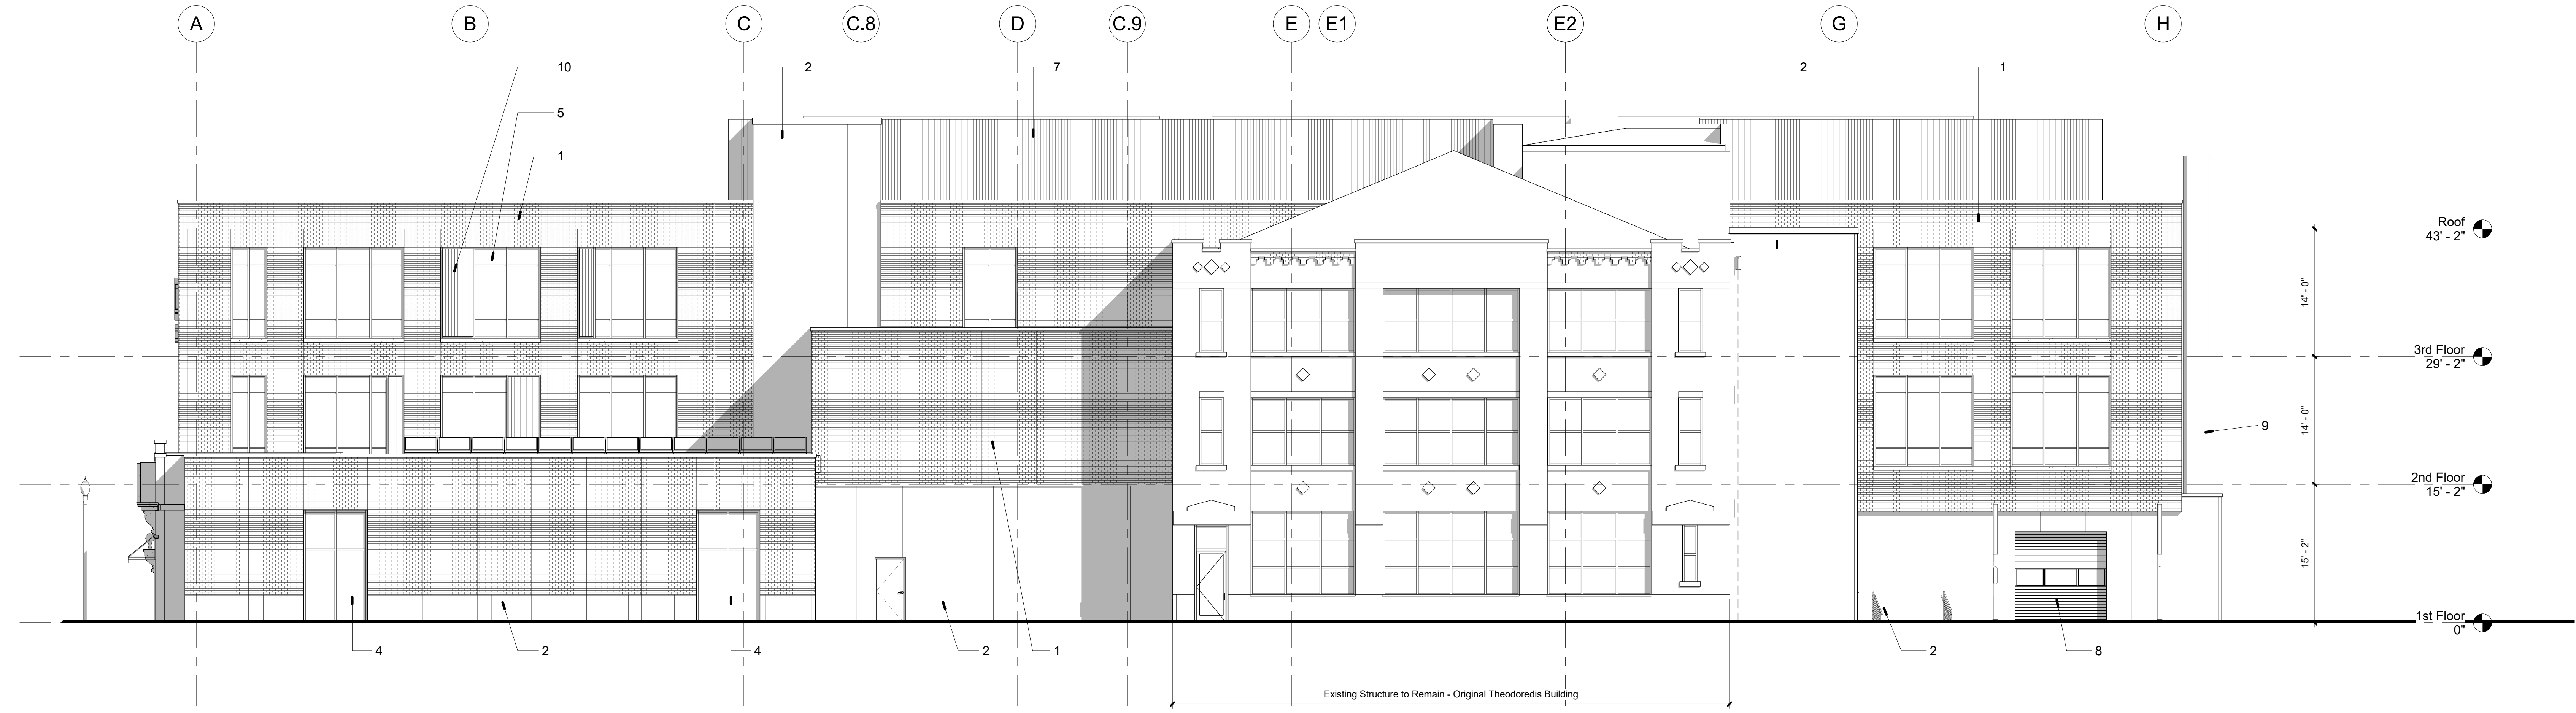 A
B
C
C.8
D
C.9
E
E1
E2
G
H
10
2
7
2
1
5
1
Roof
43' - 2"
14' - 0"
3rd Floor
29' - 2"
14' - 0"
9
2nd Floor
15' - 2"
15' - 2"
1st Floor
0"
4
2
4
2
1
2
8
Existing Structure to Remain - Original Theodoredis Building